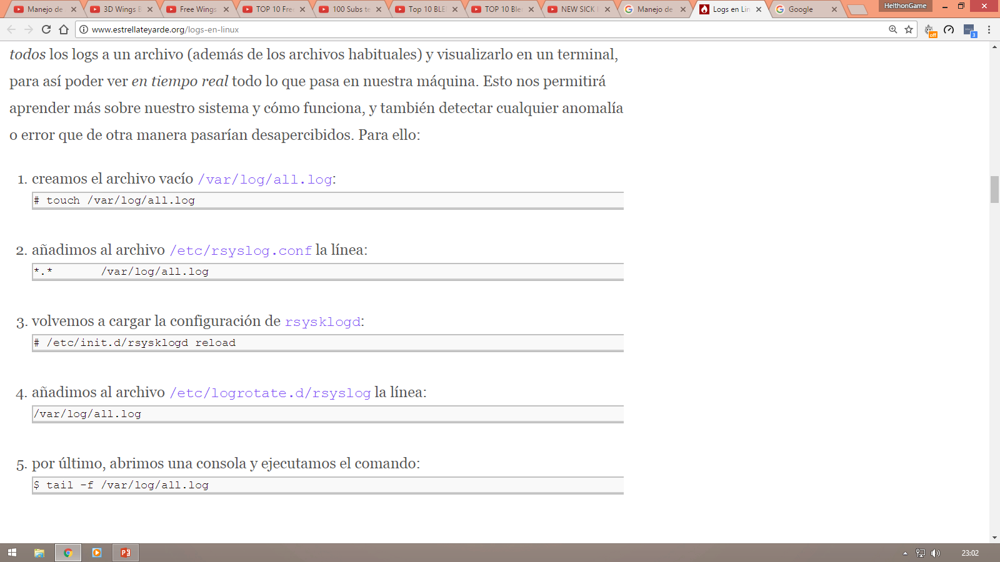 Manejo de
3D Wings B
Free Wings
TOP 10 Fre
100 Subs te
Top 10 BLE
TOP 10 Ble
NEW SICK
Manejo de
Logs en Lin
Google
HelthonGame
www.estrellateyarde.org/logs-en-linux
off
3
todos los logs a un archivo (además de los archivos habituales) y visualizarlo en un terminal,
para así poder ver en tiempo real todo lo que pasa en nuestra máquina. Esto nos permitirá
aprender más sobre nuestro sistema y cómo funciona, y también detectar cualquier anomalía
o error que de otra manera pasarían desapercibidos. Para ello:
1. creamos el archivo vacío /var/log/all.log:
# touch /var/log/all.log
2. añadimos al archivo /etc/rsyslog.conf la línea:
*.* /var/log/all.log
3. volvemos a cargar la configuración de rsysklogd:
# /etc/init.d/rsysklogd reload
4. añadimos al archivo /etc/logrotate.d/rsyslog la línea:
/var/log/all.log
5. por último, abrimos una consola y ejecutamos el comando:
$ tail -f /var/log/all.log
23:02